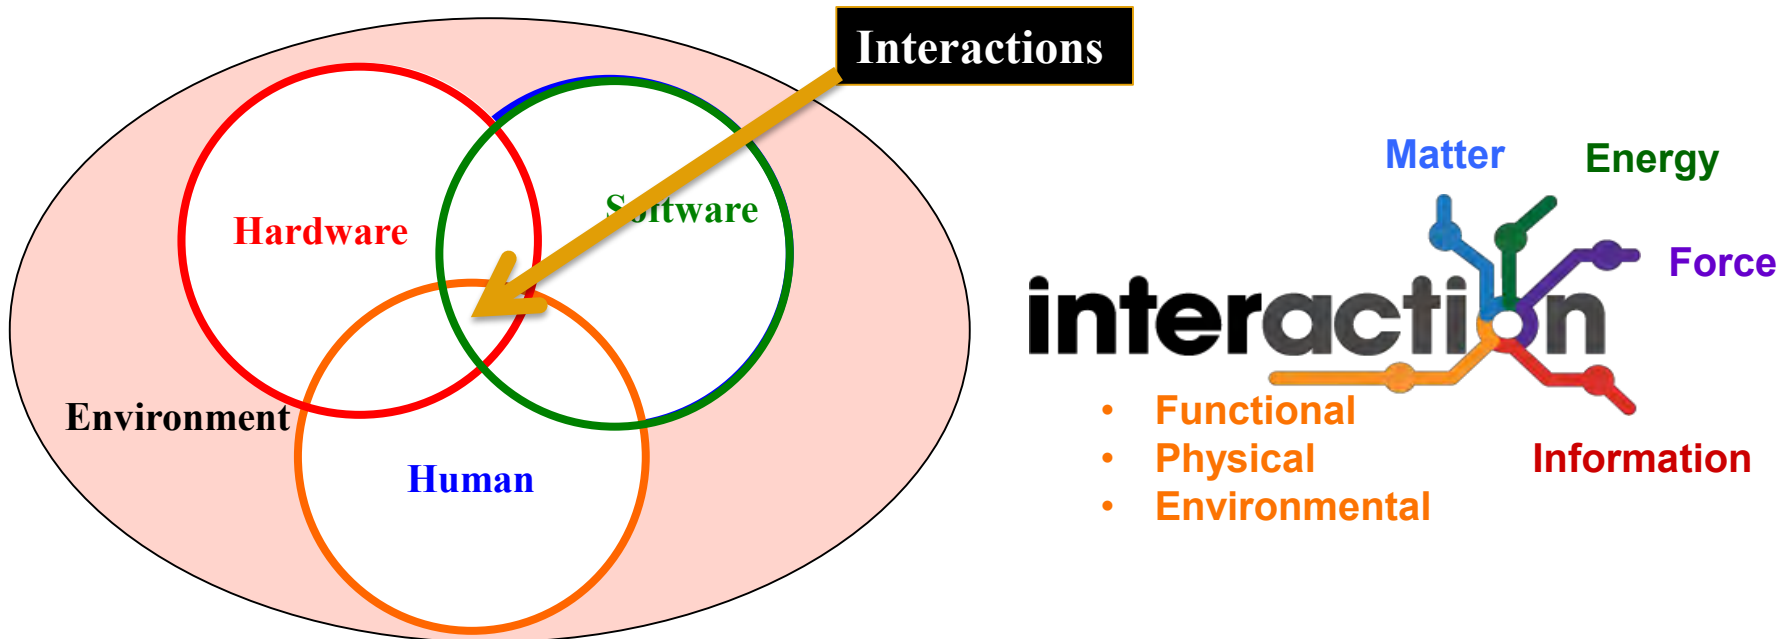 Interactions
Hardware
Software
Environment
Human
Matter
Energy
Force
interaction
• Functional
• Physical
• Environmental
Information